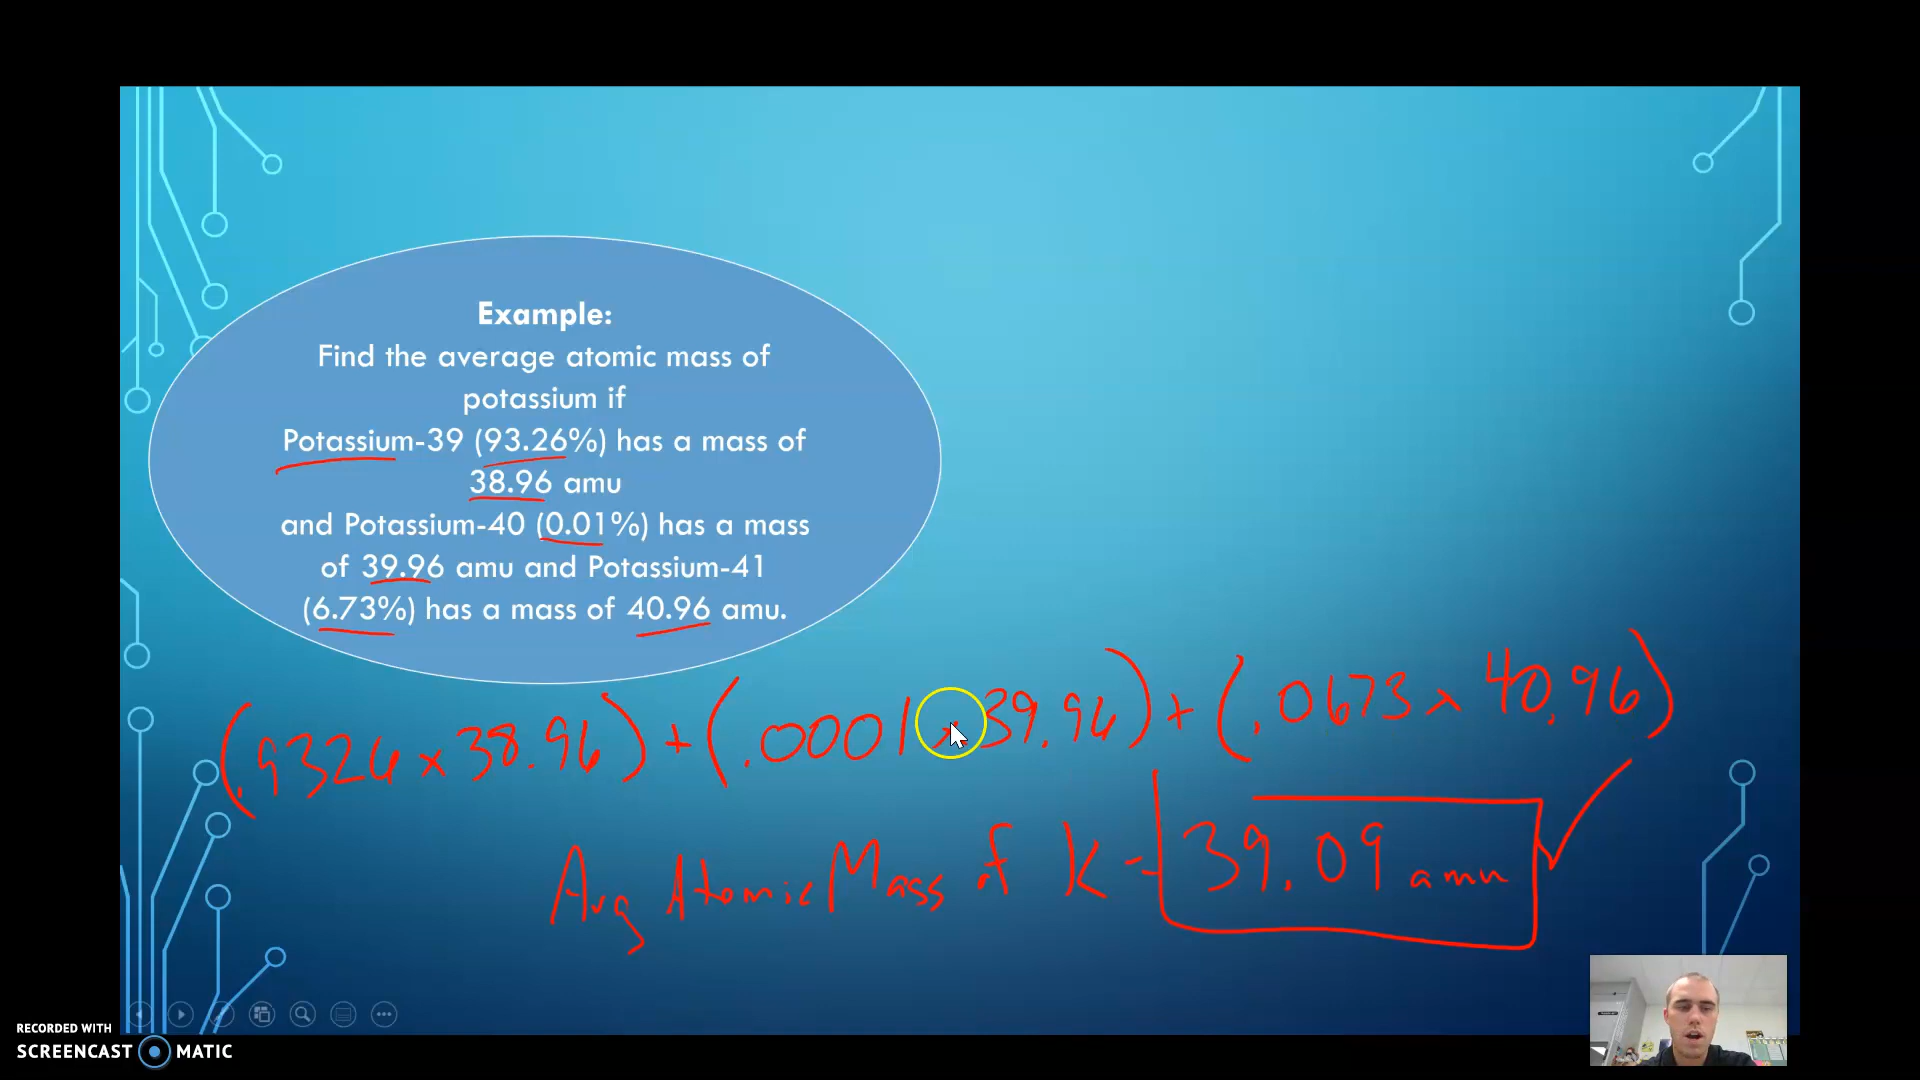 Example:
Find the average atomic mass of
potassium if
Potassium-39 (93.26%) has a mass of
38.96 amu
and Potassium-40 (0.01%) has a mass
of 39.96 amu and Potassium-41
(6.73%) has a mass of 40.96 amu.
(.9326 x 38.96) + (.0001 x 39.96) + (.0673 x 40.96)
Avg Atomic Mass of K = 39.09 amu
RECORDED WITH
SCREENCAST MATIC